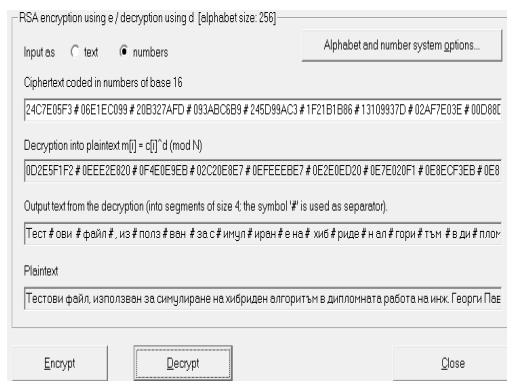 RSA encryption using e / decryption using d [alphabet size: 256]
Input as text numbers
Alphabet and number system options...
Ciphertext coded in numbers of base 16
24C7E05F3 # 06E1EC099 # 20B327AFD # 093ABC6B9 # 245D99AC3 # 1F21B1B86 # 13109937D # 02AF7E03E # 00D88D
Decryption into plaintext m[i] = c[i]^d (mod N)
0D2E5F1F2 # 0EEE2E820 # 0F4E0E9EB # 02C20E8E7 # 0EFEEEBE7 # 0E2E0ED20 # 0E7E020F1 # 0E8ECF3EB # 0E8
Output text from the decryption (into segments of size 4; the symbol '#' is used as separator).
Тест # ови # файл # , из # полз # ван # за с # имул # иран # е на # хиб # риде # н ал # гори # тъм # в ди # плом
Plaintext
Тестови файл, използван за симулиране на хибриден алгоритъм в дипломната работа на инж. Георги Пав
Encrypt
Decrypt
Close